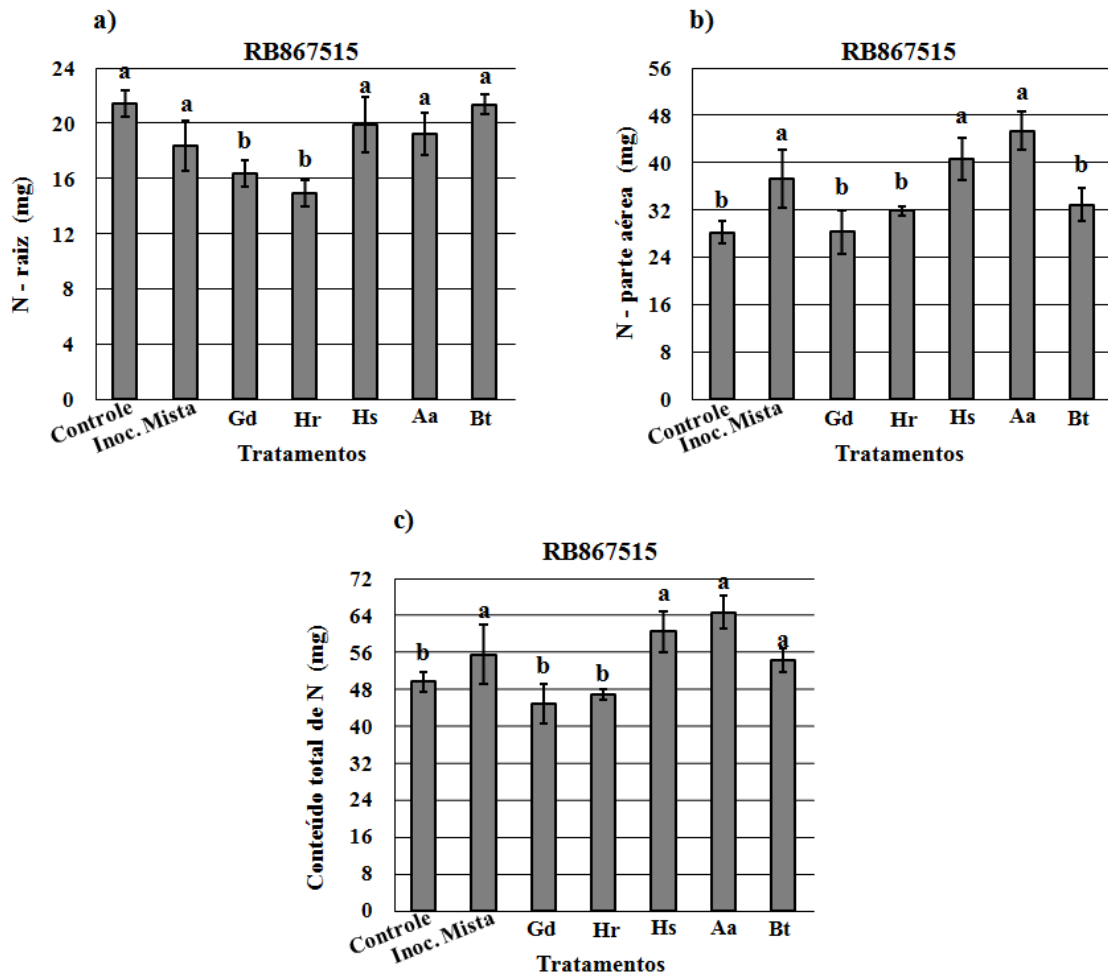 a)
RB867515
24
20
16
12
8
4
0
N - raiz (mg)
a
a
b
b
a
a
a
Controle
Inoc. Mista
Gd
Hr
Hs
Aa
Bt
Tratamentos
b)
RB867515
56
48
40
32
24
16
8
0
N - parte aérea (mg)
b
a
b
b
a
a
b
Controle
Inoc. Mista
Gd
Hr
Hs
Aa
Bt
Tratamentos
c)
RB867515
72
64
56
48
40
32
24
16
8
0
Conteúdo total de N (mg)
b
a
b
b
a
a
a
Controle
Inoc. Mista
Gd
Hr
Hs
Aa
Bt
Tratamentos